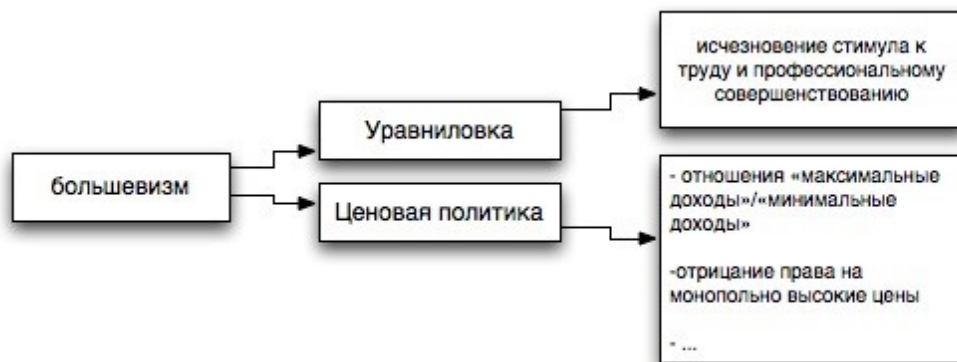 большевизм
Уравниловка
Ценовая политика
исчезновение стимула к
труду и профессиональному
совершенствованию
- отношения «максимальные
доходы»/«минимальные
доходы»
-отрицание права на
монопольно высокие цены
- ...